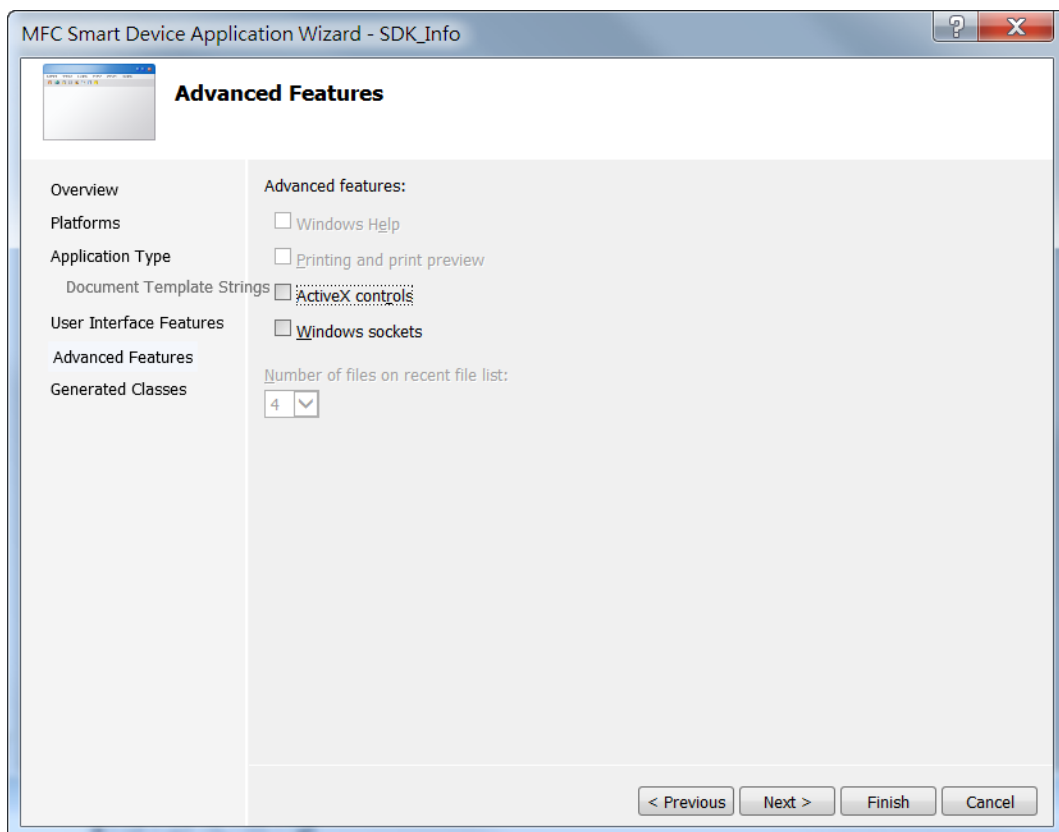 MFC Smart Device Application Wizard - SDK_Info
Advanced Features
Overview
Platforms
Application Type
Document Template Strings
User Interface Features
Advanced Features
Generated Classes
Advanced features:
Windows Help
Printing and print preview
ActiveX controls
Windows sockets
Number of files on recent file list:
4
< Previous
Next >
Finish
Cancel